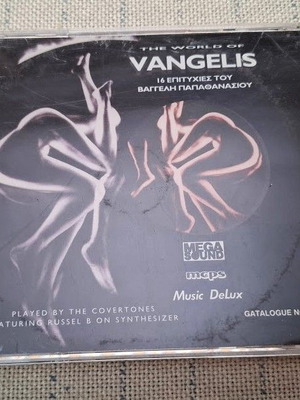 THE WORLD OF
VANGELIS
16 ΕΠΙΤΥΧΙΕΣ ΤΟΥ
ΒΑΓΓΕΛΗ ΠΑΠΑΘΑΝΑΣΙΟΥ
MEGA
SOUND
mcps
Music DeLux
PLAYED BY THE COVERTONES
ATURING RUSSEL B ON SYNTHESIZER
GATALOGUE N